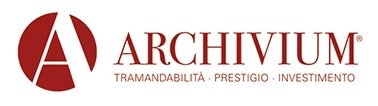 A ARCHIVIUM®
TRAMANDABILITÀ · PRESTIGIO · INVESTIMENTO